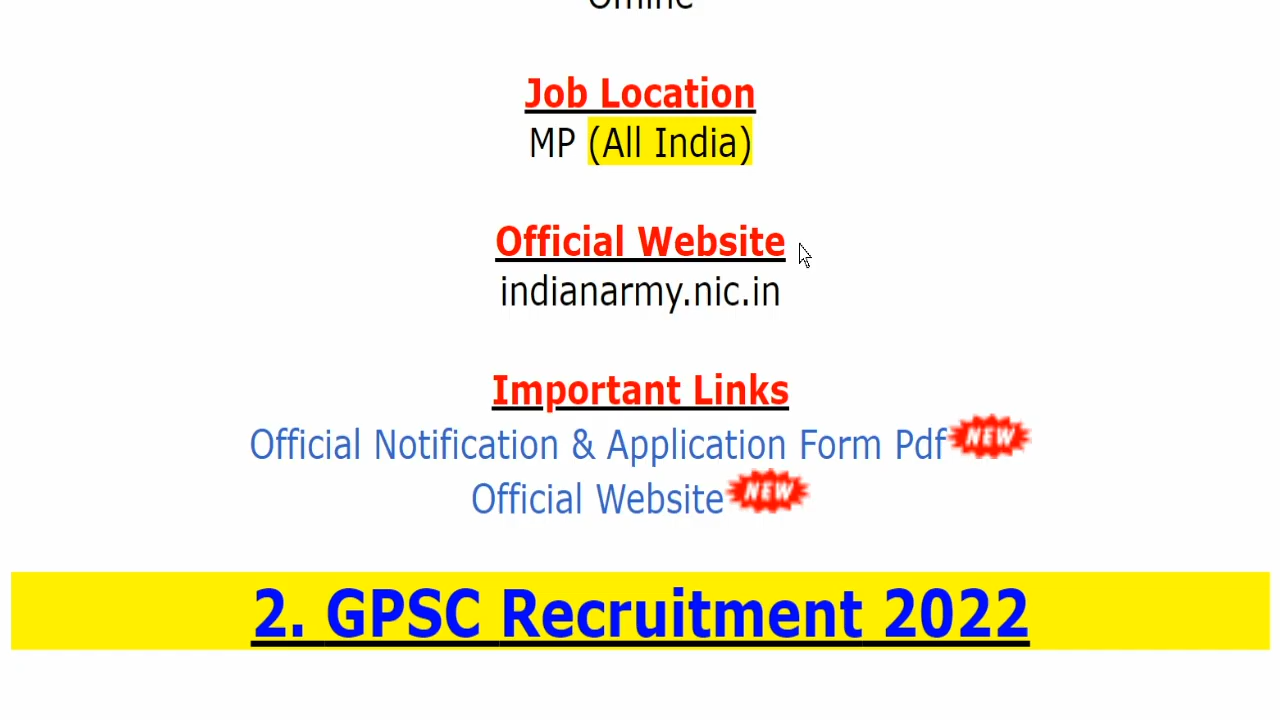 Online
Job Location
MP (All India)
Official Website
indianarmy.nic.in
Important Links
Official Notification & Application Form Pdf NEW
Official Website NEW
2. GPSC Recruitment 2022